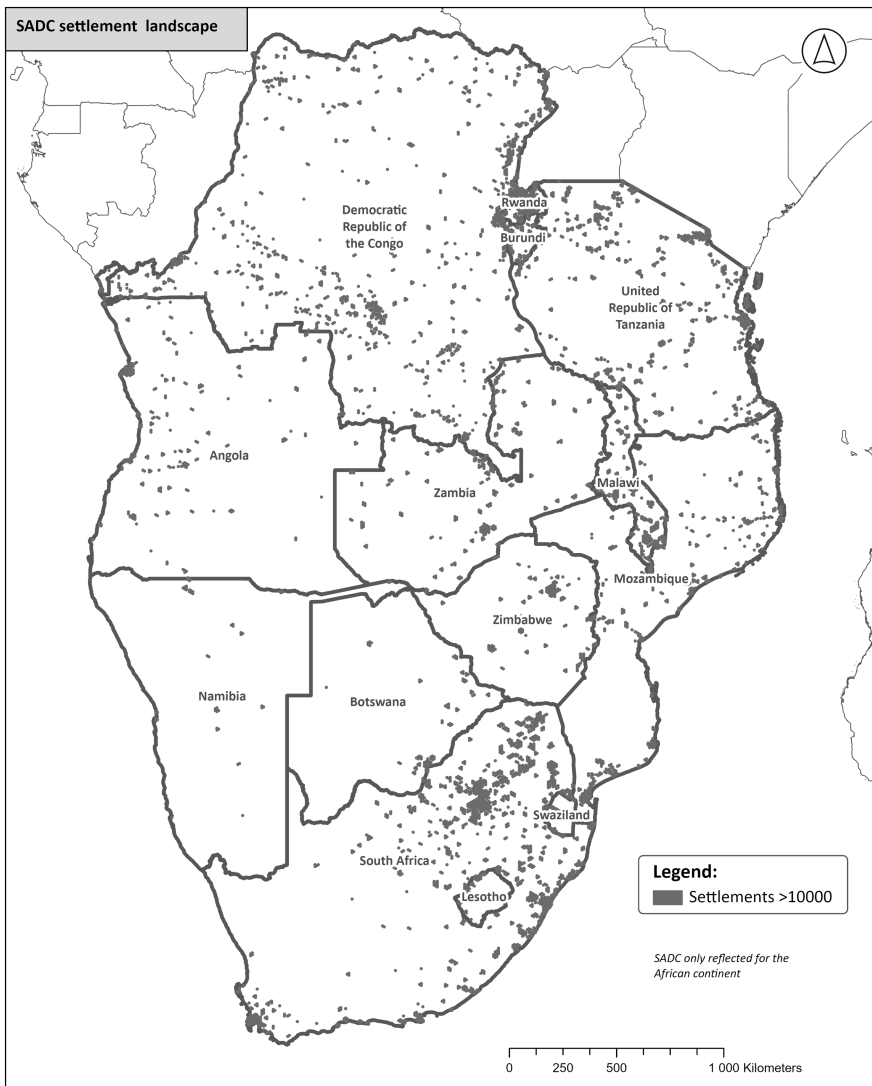 SADC settlement landscape
Democratic
Republic of
the Congo
Rwanda
Burundi
United
Republic of
Tanzania
Angola
Zambia
Malawi
Mozambique
Zimbabwe
Namibia
Botswana
Swaziland
South Africa
Lesotho
Legend:
Settlements >10000
SADC only reflected for the
African continent
0 250 500 1 000 Kilometers